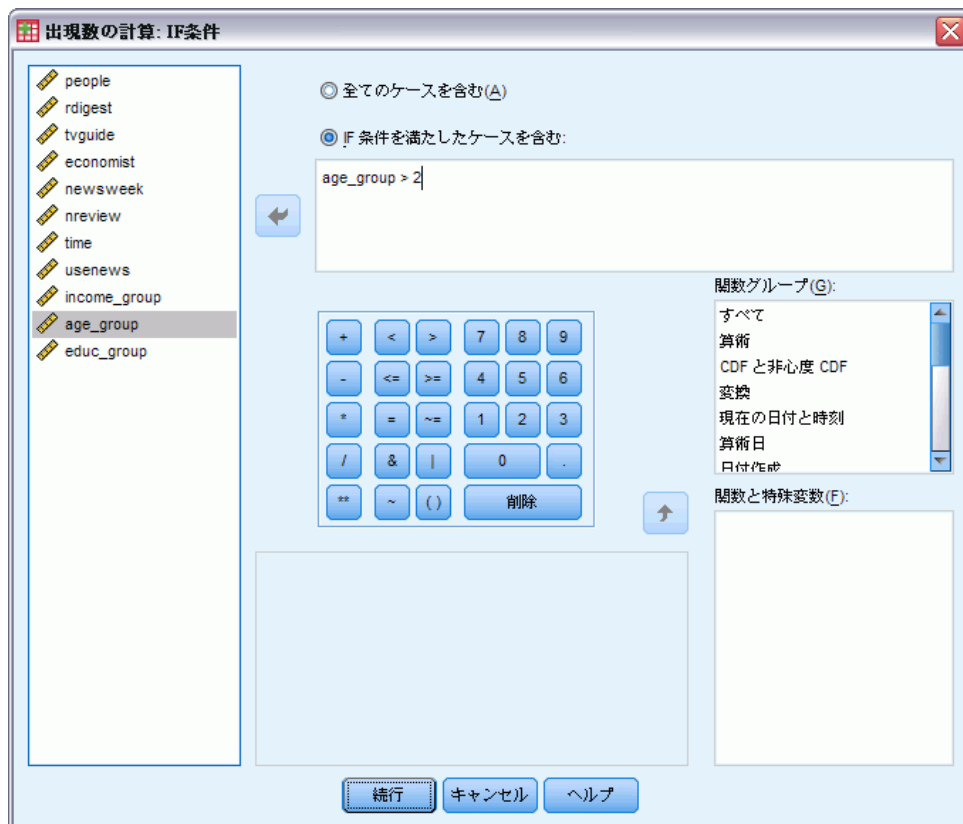 出現数の計算: IF条件
people
rdigest
tvguide
economist
newsweek
nreview
time
usenews
income_group
age_group
educ_group
全てのケースを含む(A)
IF 条件を満たしたケースを含む:
age_group > 2
+ < > 7 8 9
- <= >= 4 5 6
* = ~= 1 2 3
/ & | 0 .
** ~ ( ) 削除
関数グループ(G):
すべて
算術
CDF と非心度 CDF
変換
現在の日付と時刻
算術日
日付作成
関数と特殊変数(F):
続行 キャンセル ヘルプ